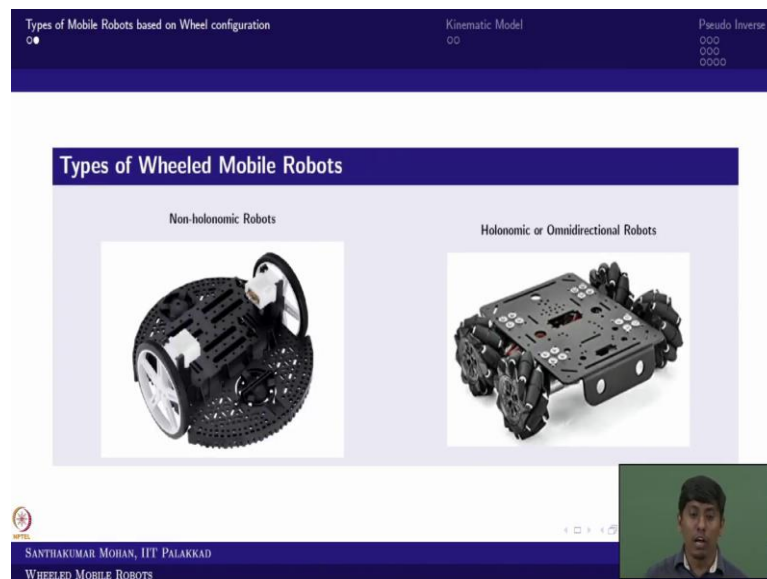 Types of Mobile Robots based on Wheel configuration
Kinematic Model
Pseudo Inverse
Types of Wheeled Mobile Robots
Non-holonomic Robots
Holonomic or Omnidirectional Robots
NPTEL
SANTHAKUMAR MOHAN, IIT PALAKKAD
WHEELED MOBILE ROBOTS